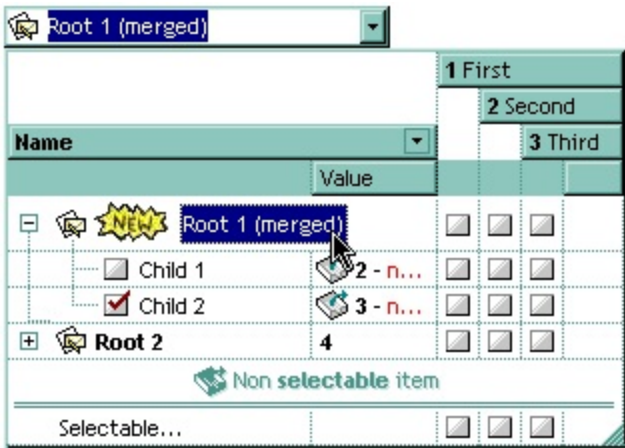 Root 1 (merged)
1 First
2 Second
Name 3 Third
Value
NEW Root 1 (merged)
Child 1 2 - n...
Child 2 3 - n...
Root 2 4
Non selectable item
Selectable...